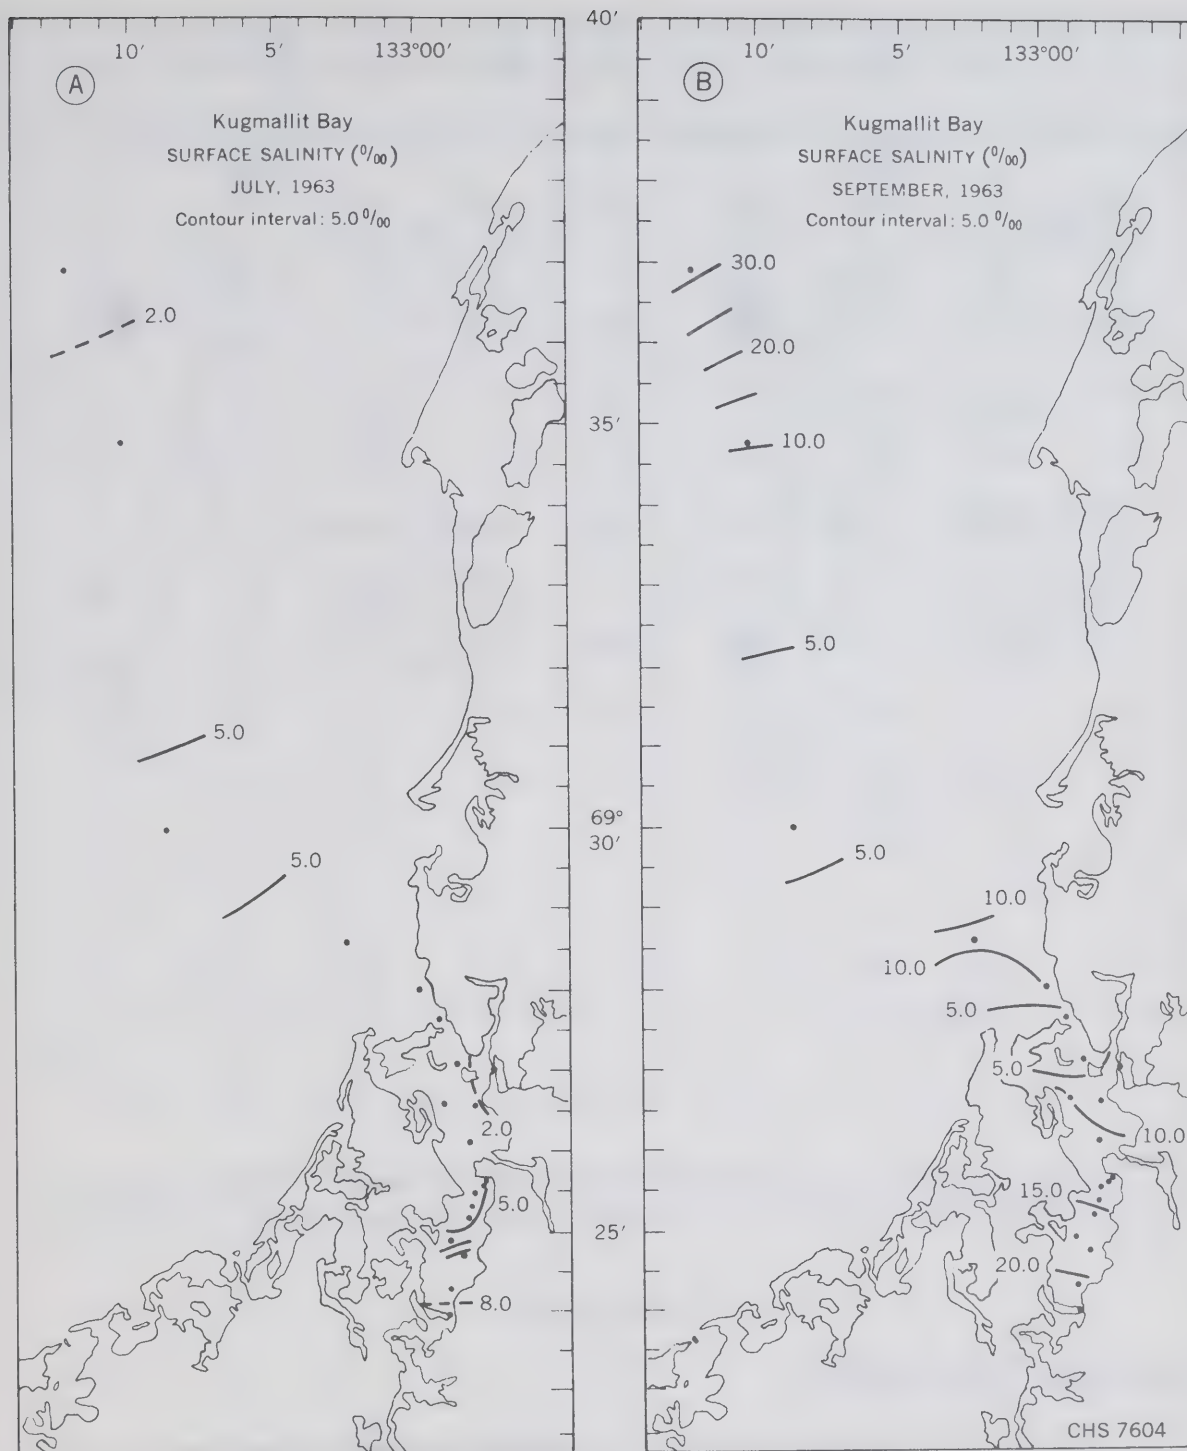 10′ 5′ 133°00′
A
Kugmallit Bay
SURFACE SALINITY (⁰/₀₀)
JULY, 1963
Contour interval: 5.0 ⁰/₀₀
2.0
5.0
5.0
2.0
5.0
8.0
40′
35′
69°
30′
25′
10′ 5′ 133°00′
B
Kugmallit Bay
SURFACE SALINITY (⁰/₀₀)
SEPTEMBER, 1963
Contour interval: 5.0 ⁰/₀₀
30.0
20.0
10.0
5.0
5.0
10.0
10.0
5.0
5.0
10.0
15.0
20.0
CHS 7604